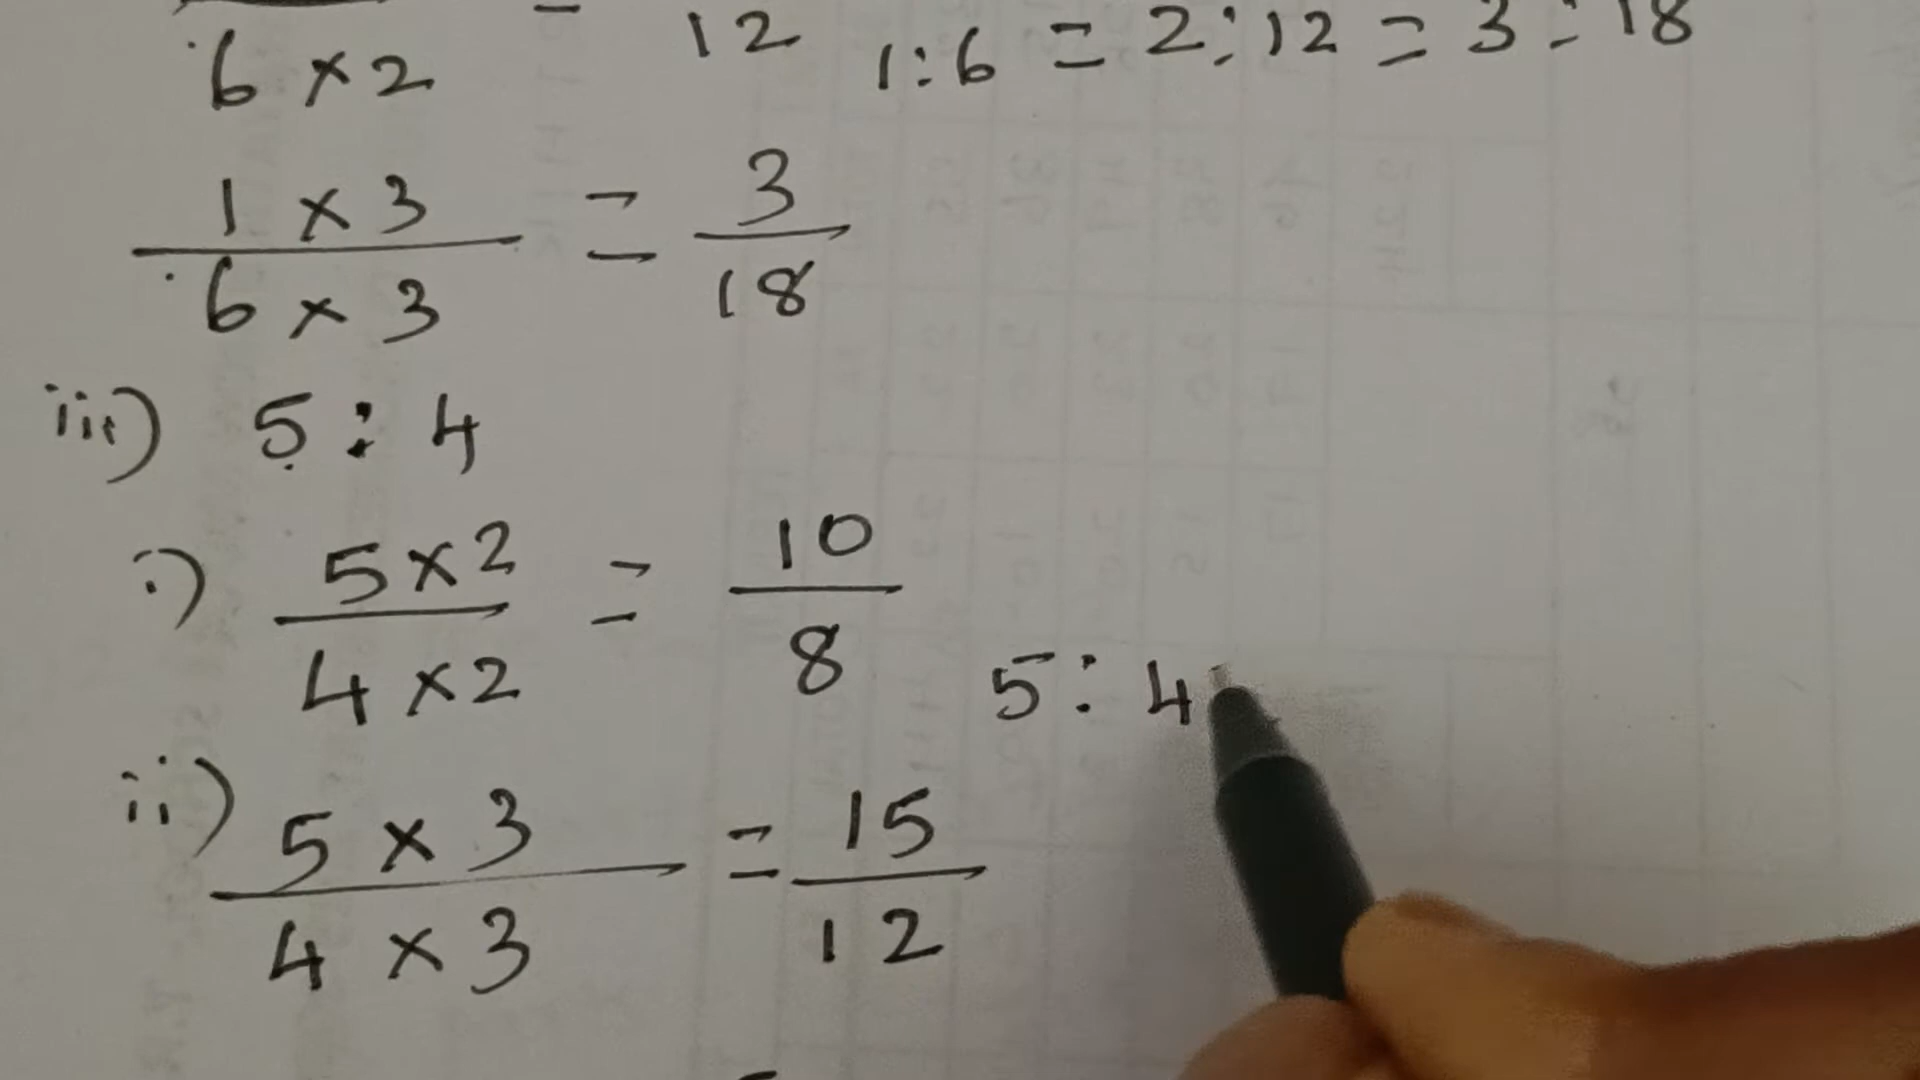 6 × 2 = 12
1:6 = 2:12 = 3:18
1 × 3 = 3
6 × 3 18
iii) 5 : 4
i) 5 × 2 = 10
4 × 2 8
5 : 4
ii) 5 × 3 = 15
4 × 3 12